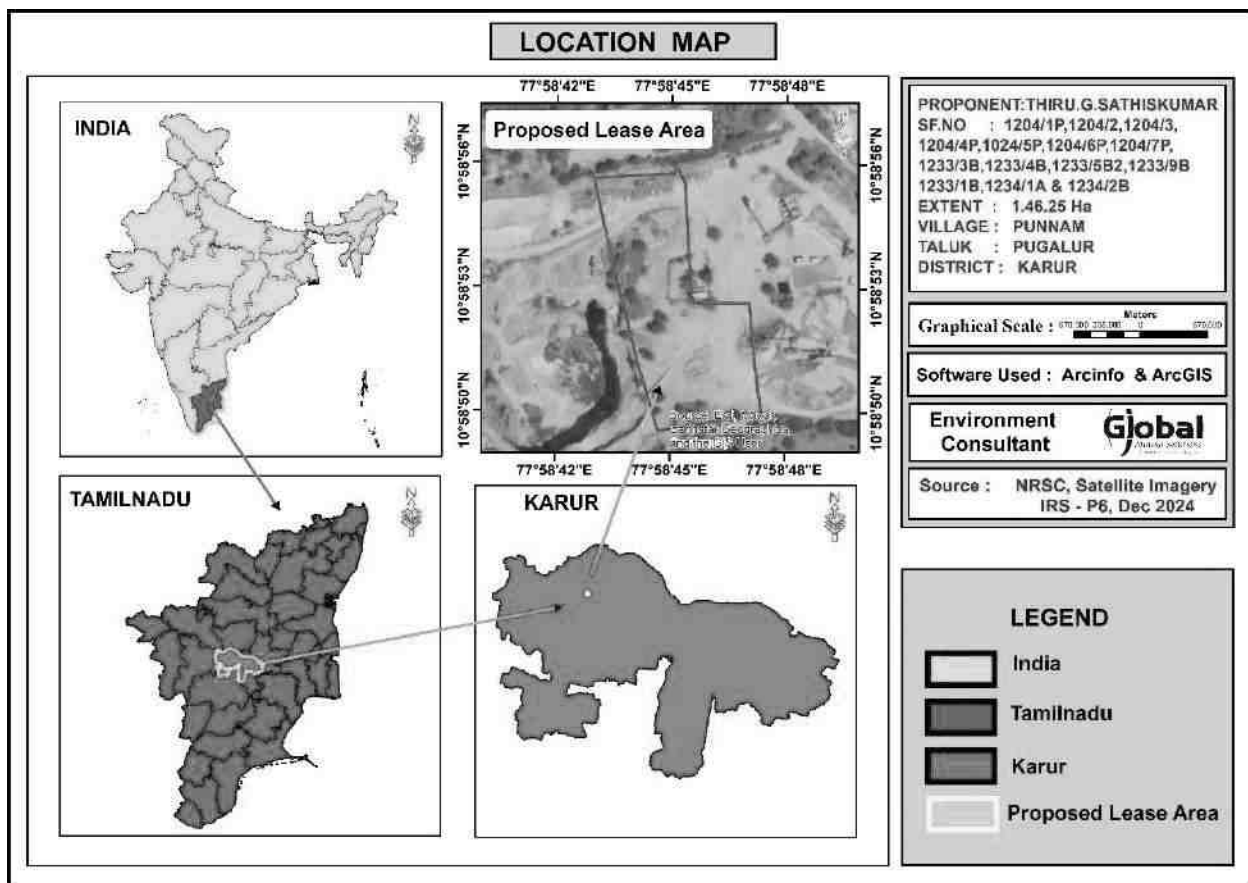 LOCATION MAP
INDIA
N
77°58'42"E 77°58'45"E 77°58'48"E
Proposed Lease Area
10°58'56"N
10°58'53"N
10°58'50"N
10°58'56"N
10°58'53"N
10°58'50"N
77°58'42"E 77°58'45"E 77°58'48"E
TAMILNADU
N
KARUR
N
PROPONENT:THIRU.G.SATHISKUMAR
SF.NO : 1204/1P,1204/2,1204/3,
1204/4P,1024/5P,1204/6P,1204/7P,
1233/3B,1233/4B,1233/5B2,1233/9B
1233/1B,1234/1A & 1234/2B
EXTENT : 1.46.25 Ha
VILLAGE : PUNNAM
TALUK : PUGALUR
DISTRICT : KARUR
Meters
Graphical Scale :
0
Software Used : Arcinfo & ArcGIS
Environment
Consultant
Global
Source : NRSC, Satellite Imagery
IRS - P6, Dec 2024
LEGEND
India
Tamilnadu
Karur
Proposed Lease Area